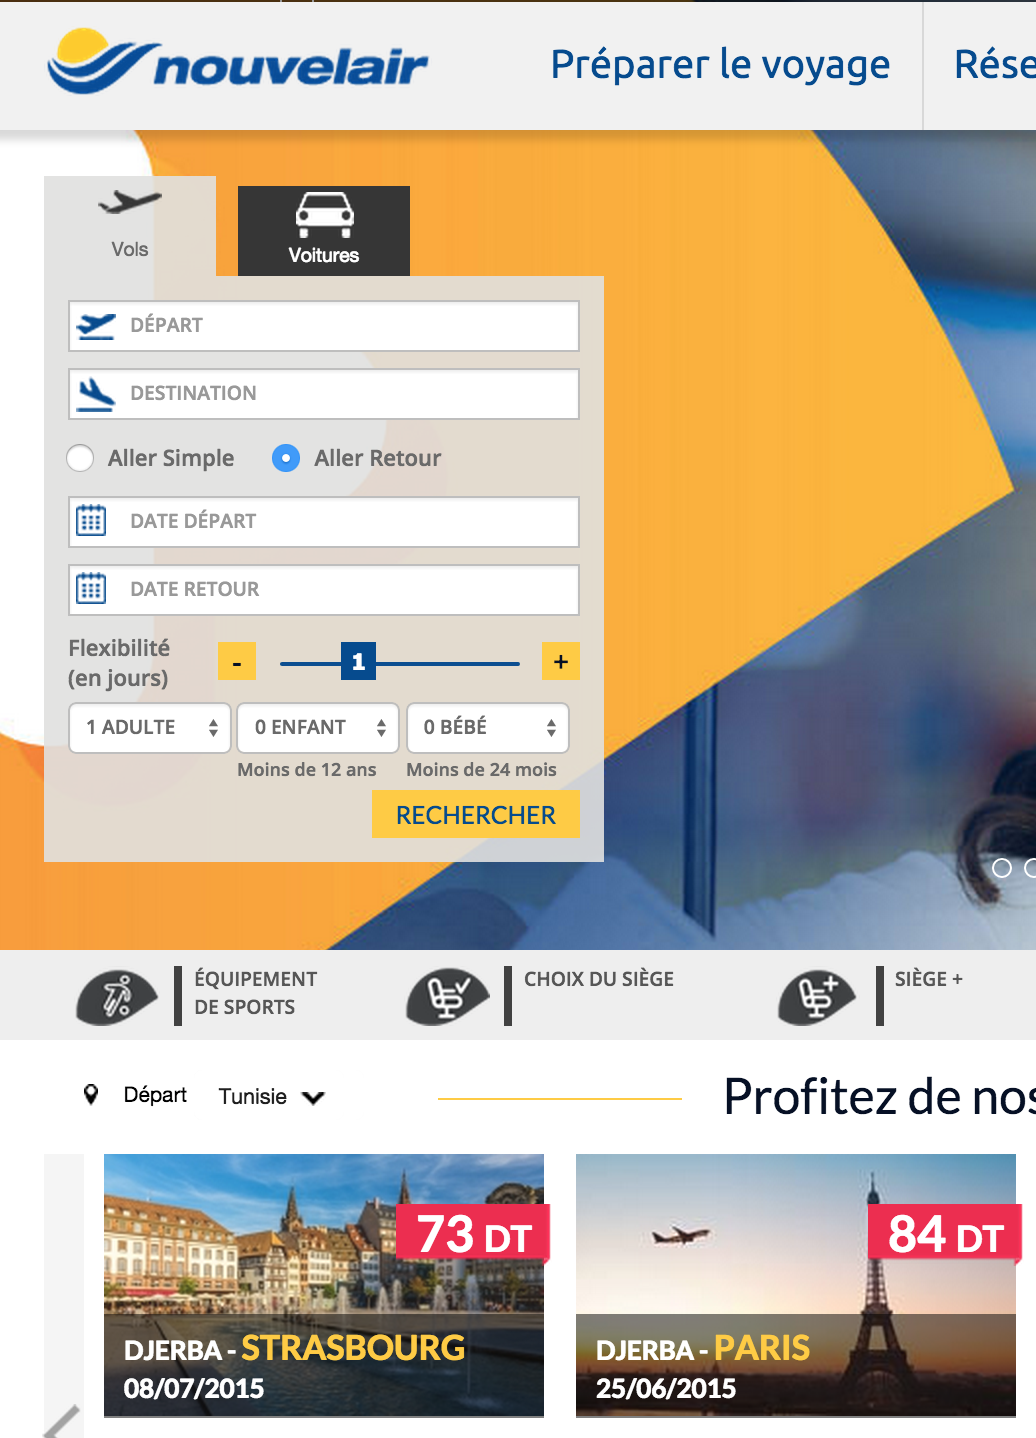 nouvelair
Préparer le voyage
Rése
Vols
Voitures
DÉPART
DESTINATION
Aller Simple
Aller Retour
DATE DÉPART
DATE RETOUR
Flexibilité
(en jours)
-
1
+
1 ADULTE
0 ENFANT
0 BÉBÉ
Moins de 12 ans
Moins de 24 mois
RECHERCHER
ÉQUIPEMENT
DE SPORTS
CHOIX DU SIÈGE
SIÈGE +
Départ
Tunisie
Profitez de nos
73 DT
DJERBA - STRASBOURG
08/07/2015
84 DT
DJERBA - PARIS
25/06/2015